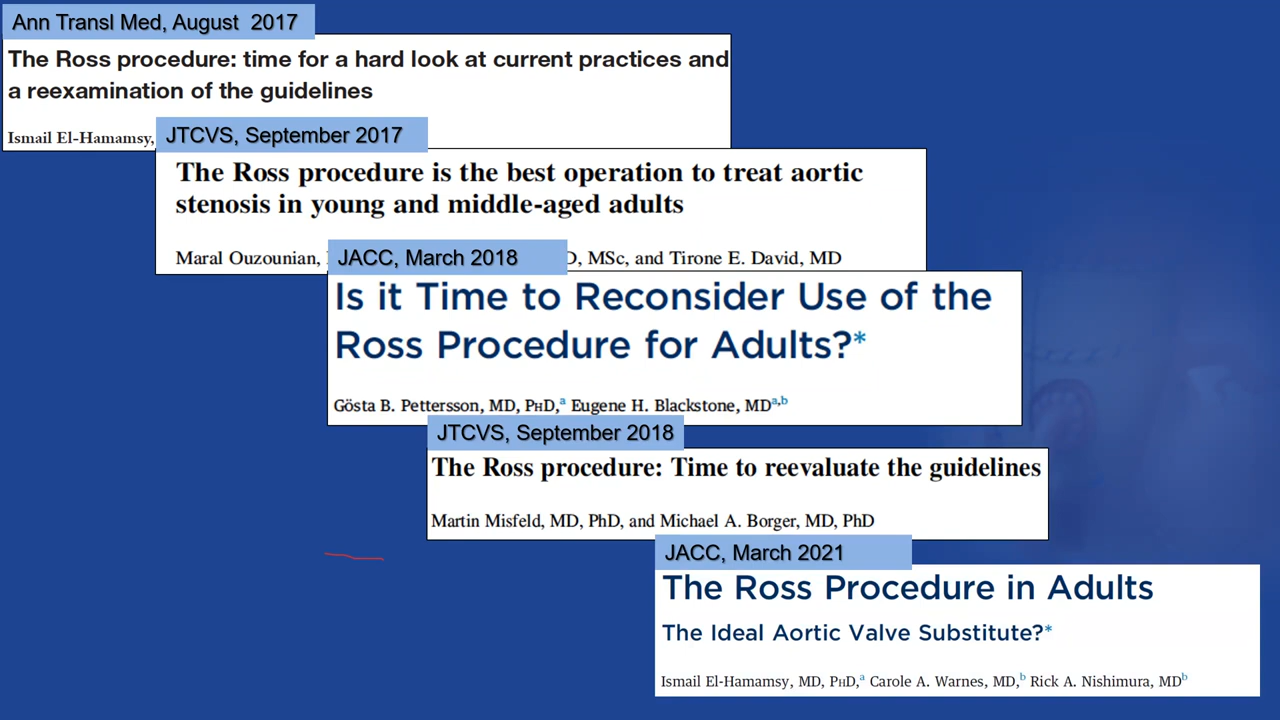 Ann Transl Med, August 2017
The Ross procedure: time for a hard look at current practices and
a reexamination of the guidelines
Ismail El-Hamamsy,
JTCVS, September 2017
The Ross procedure is the best operation to treat aortic
stenosis in young and middle-aged adults
Maral Ouzounian, D, MSc, and Tirone E. David, MD
JACC, March 2018
Is it Time to Reconsider Use of the
Ross Procedure for Adults?*
Gösta B. Pettersson, MD, PhD,a Eugene H. Blackstone, MDa,b
JTCVS, September 2018
The Ross procedure: Time to reevaluate the guidelines
Martin Misfeld, MD, PhD, and Michael A. Borger, MD, PhD
JACC, March 2021
The Ross Procedure in Adults
The Ideal Aortic Valve Substitute?*
Ismail El-Hamamsy, MD, PhD,a Carole A. Warnes, MD,b Rick A. Nishimura, MDb